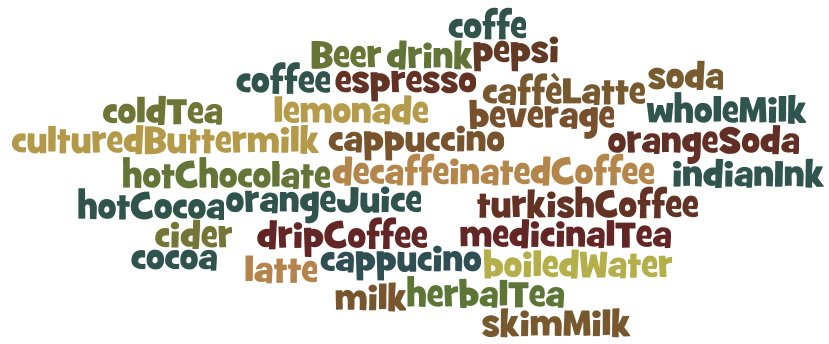 coffe
Beer drink pepsi
coffee espresso caffèLatte soda
coldTea lemonade beverage wholeMilk
culturedButtermilk cappuccino orangeSoda
hotChocolate decaffeinatedCoffee indianInk
hotCocoa orangeJuice turkishCoffee
cider dripCoffee medicinalTea
cocoa latte cappucino boiledWater
milk herbalTea
skimMilk